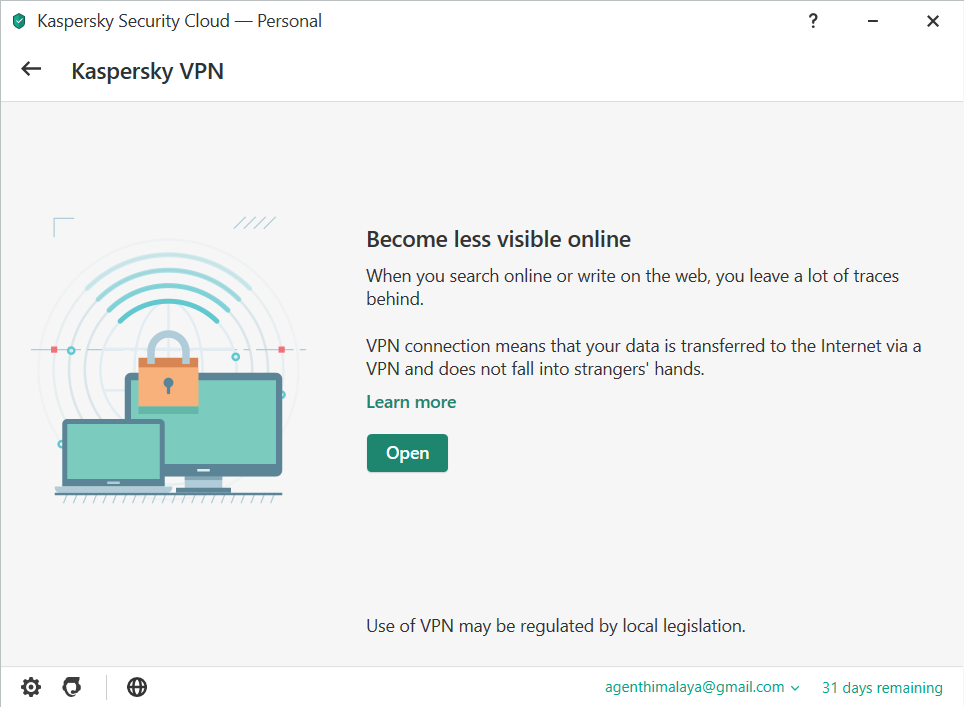 Kaspersky Security Cloud — Personal
?
Kaspersky VPN
Become less visible online
When you search online or write on the web, you leave a lot of traces
behind.
VPN connection means that your data is transferred to the Internet via a
VPN and does not fall into strangers' hands.
Learn more
Open
Use of VPN may be regulated by local legislation.
agenthimalaya@gmail.com
31 days remaining